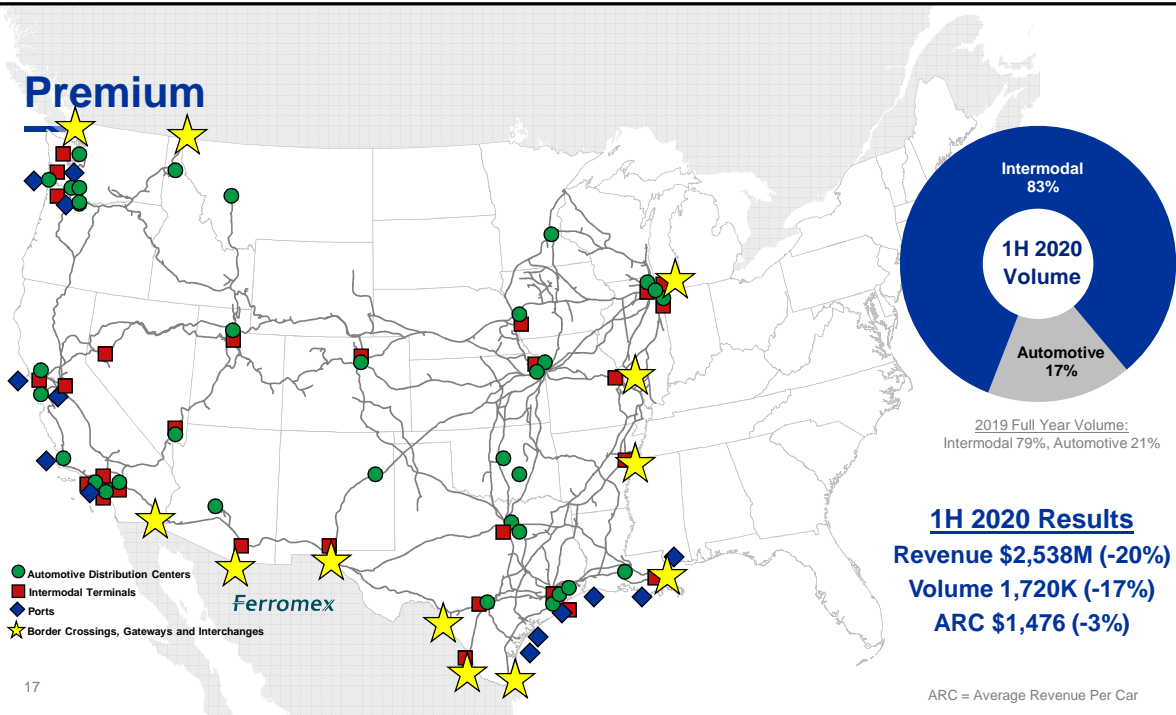 Premium
Intermodal
83%
1H 2020
Volume
Automotive
17%
2019 Full Year Volume:
Intermodal 79%, Automotive 21%
1H 2020 Results
Revenue $2,538M (-20%)
Volume 1,720K (-17%)
ARC $1,476 (-3%)
Automotive Distribution Centers
Intermodal Terminals
Ports
Border Crossings, Gateways and Interchanges
Ferromex
17
ARC = Average Revenue Per Car